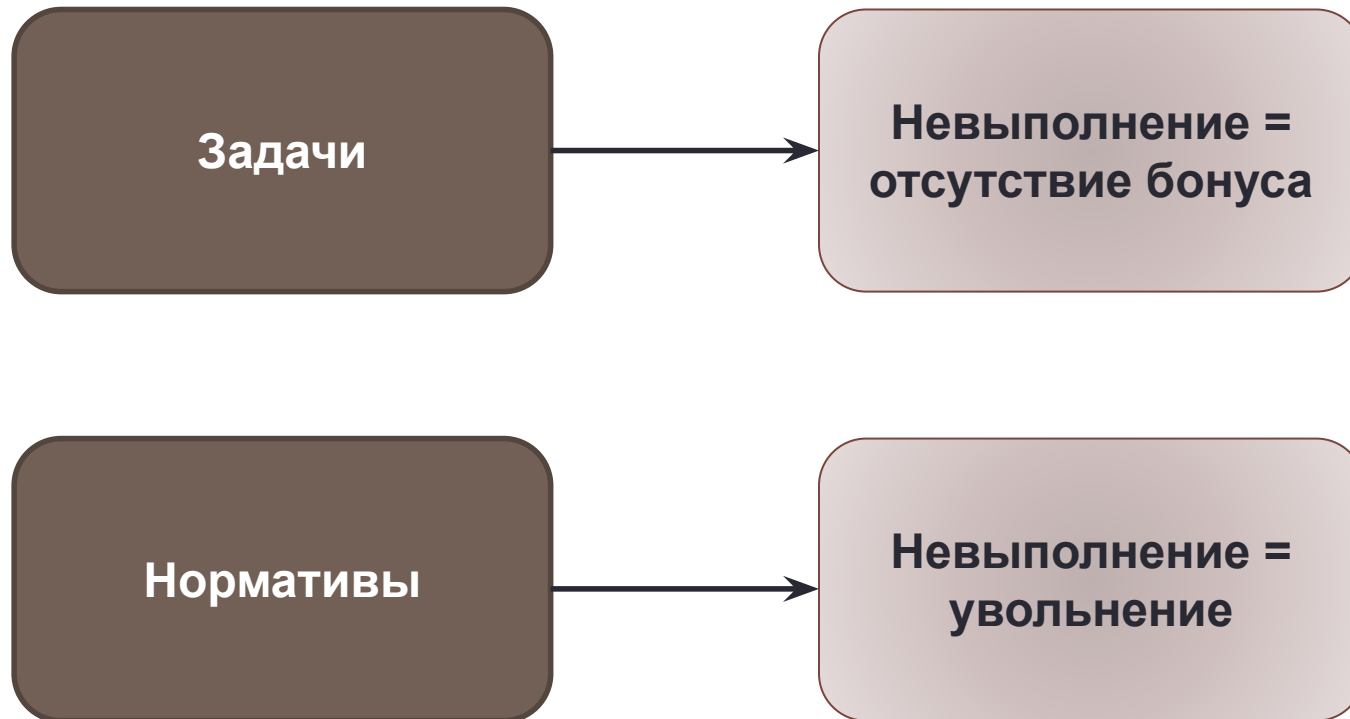 Задачи
Невыполнение =
отсутствие бонуса
Нормативы
Невыполнение =
увольнение